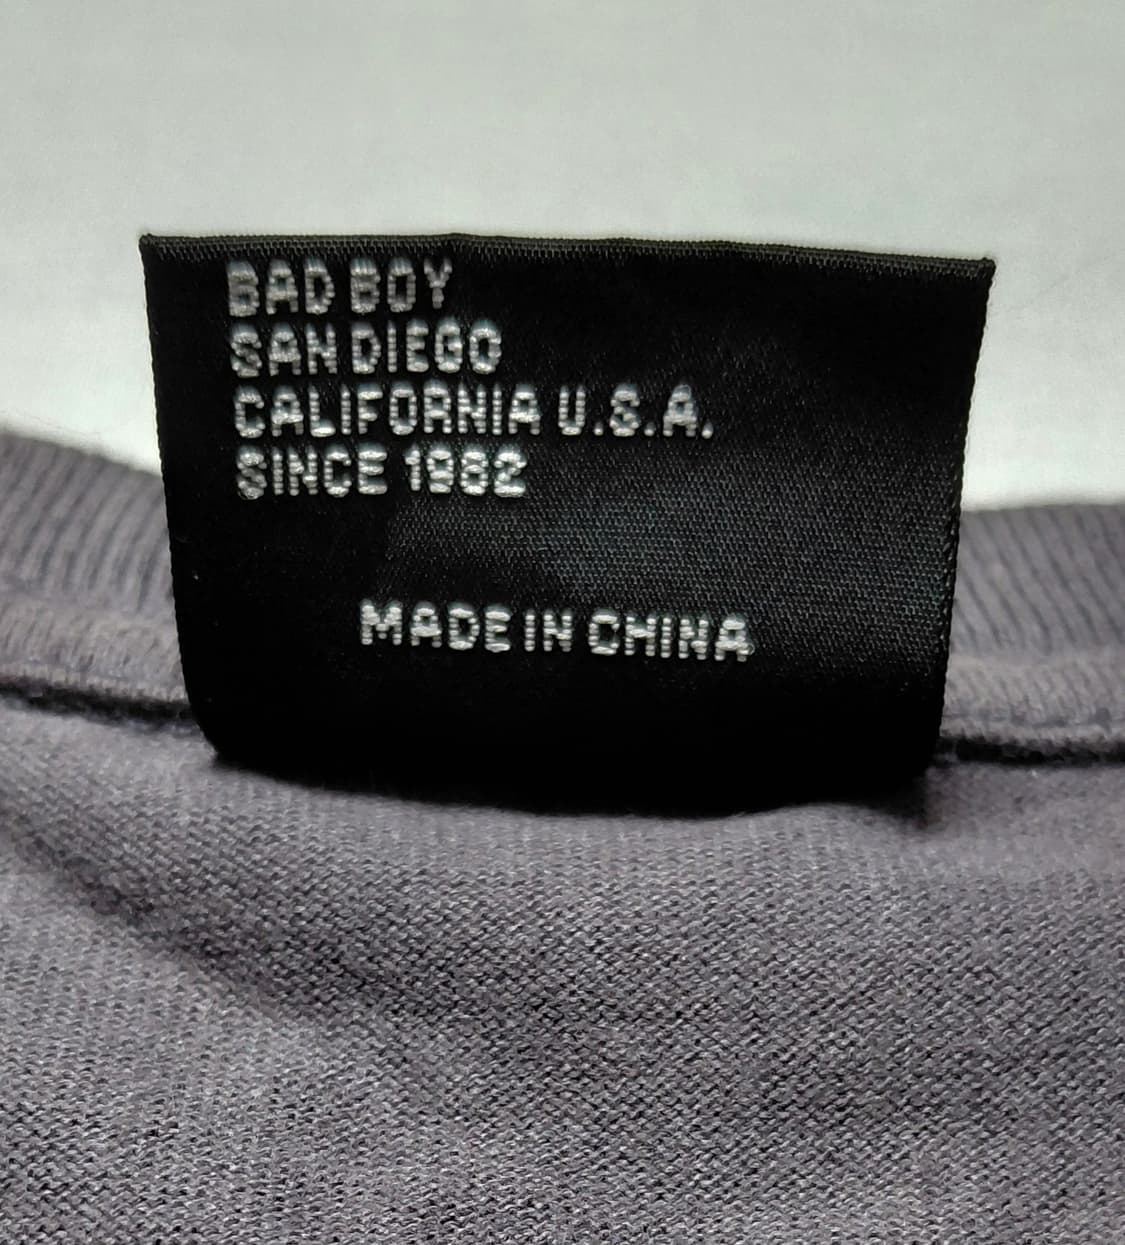 BAD BOY
SAN DIEGO
CALIFORNIA U.S.A.
SINCE 1982
MADE IN CHINA